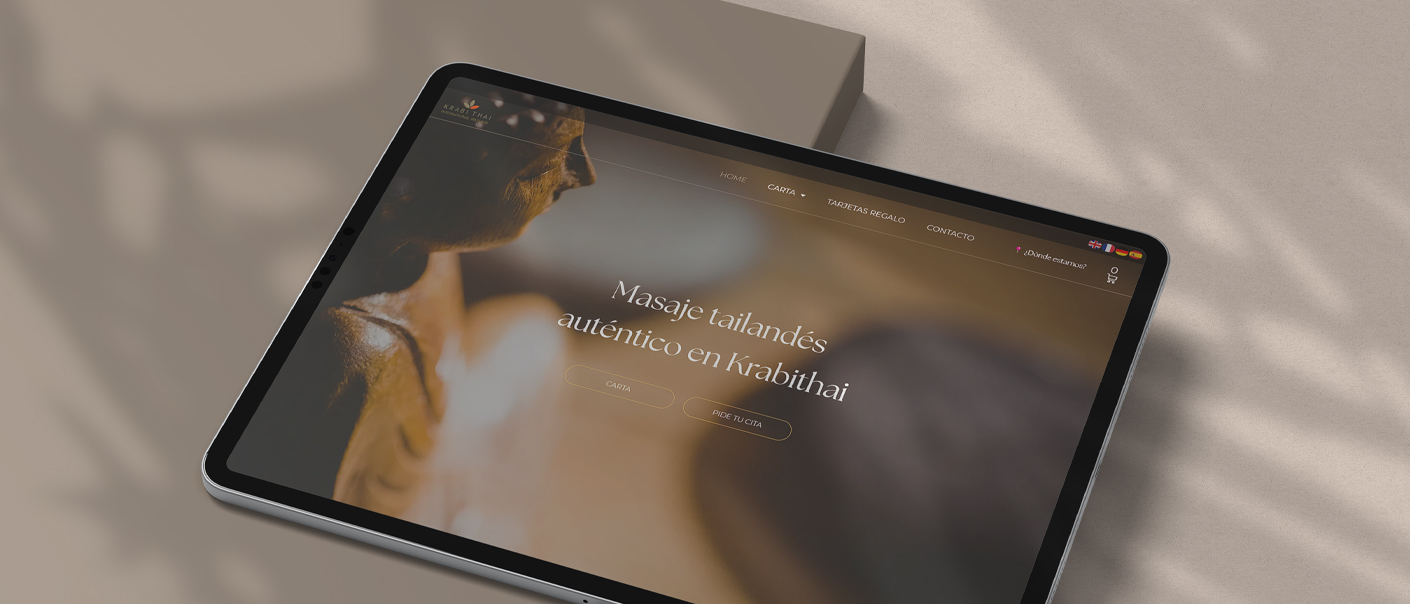 KRABI THAI
HOME
CARTA
TARJETAS REGALO
CONTACTO
¿Dónde estamos?
0
Masaje tailandés
auténtico en Krabithai
CARTA
PIDE TU CITA